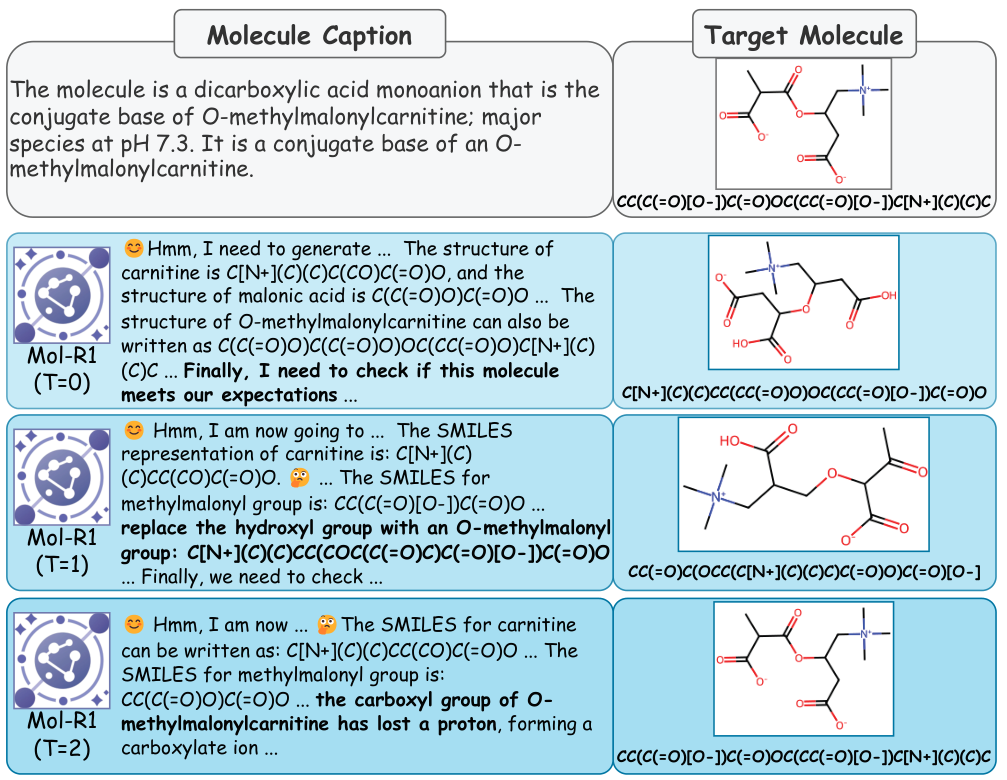 Molecule Caption
The molecule is a dicarboxylic acid monoanion that is the
conjugate base of O-methylmalonylcarnitine; major
species at pH 7.3. It is a conjugate base of an O-
methylmalonylcarnitine.
Target Molecule
O
N+
O
O
O-
O
O-
CC(C(=O)[O-])C(=O)OC(CC(=O)[O-])C[N+](C)(C)C
Mol-R1
(T=0)
😊Hmm, I need to generate ... The structure of
carnitine is C[N+](C)(C)C(CO)C(=O)O, and the
structure of malonic acid is C(C(=O)O)C(=O)O ... The
structure of O-methylmalonylcarnitine can also be
written as C(C(=O)O)C(C(=O)O)OC(CC(=O)O)C[N+](C)
(C)C ... Finally, I need to check if this molecule
meets our expectations ...
N+
O-
O
O
OH
O
HO
O
C[N+](C)(C)CC(CC(=O)O)OC(CC(=O)[O-])C(=O)O
Mol-R1
(T=1)
😊 Hmm, I am now going to ... The SMILES
representation of carnitine is: C[N+](C)
(C)CC(CO)C(=O)O. 🤔 ... The SMILES for
methylmalonyl group is: CC(C(=O)[O-])C(=O)O ...
replace the hydroxyl group with an O-methylmalonyl
group: C[N+](C)(C)CC(COC(C(=O)C)C(=O)[O-])C(=O)O
... Finally, we need to check ...
HO
O
O
O
N+
O
O-
CC(=O)C(OCC(C[N+](C)(C)C)C(=O)O)C(=O)[O-]
Mol-R1
(T=2)
😊 Hmm, I am now ... 🤔 The SMILES for carnitine
can be written as: C[N+](C)(C)CC(CO)C(=O)O ... The
SMILES for methylmalonyl group is:
CC(C(=O)O)C(=O)O ... the carboxyl group of O-
methylmalonylcarnitine has lost a proton, forming a
carboxylate ion ...
O
N+
O
O
O-
O
O-
CC(C(=O)[O-])C(=O)OC(CC(=O)[O-])C[N+](C)(C)C